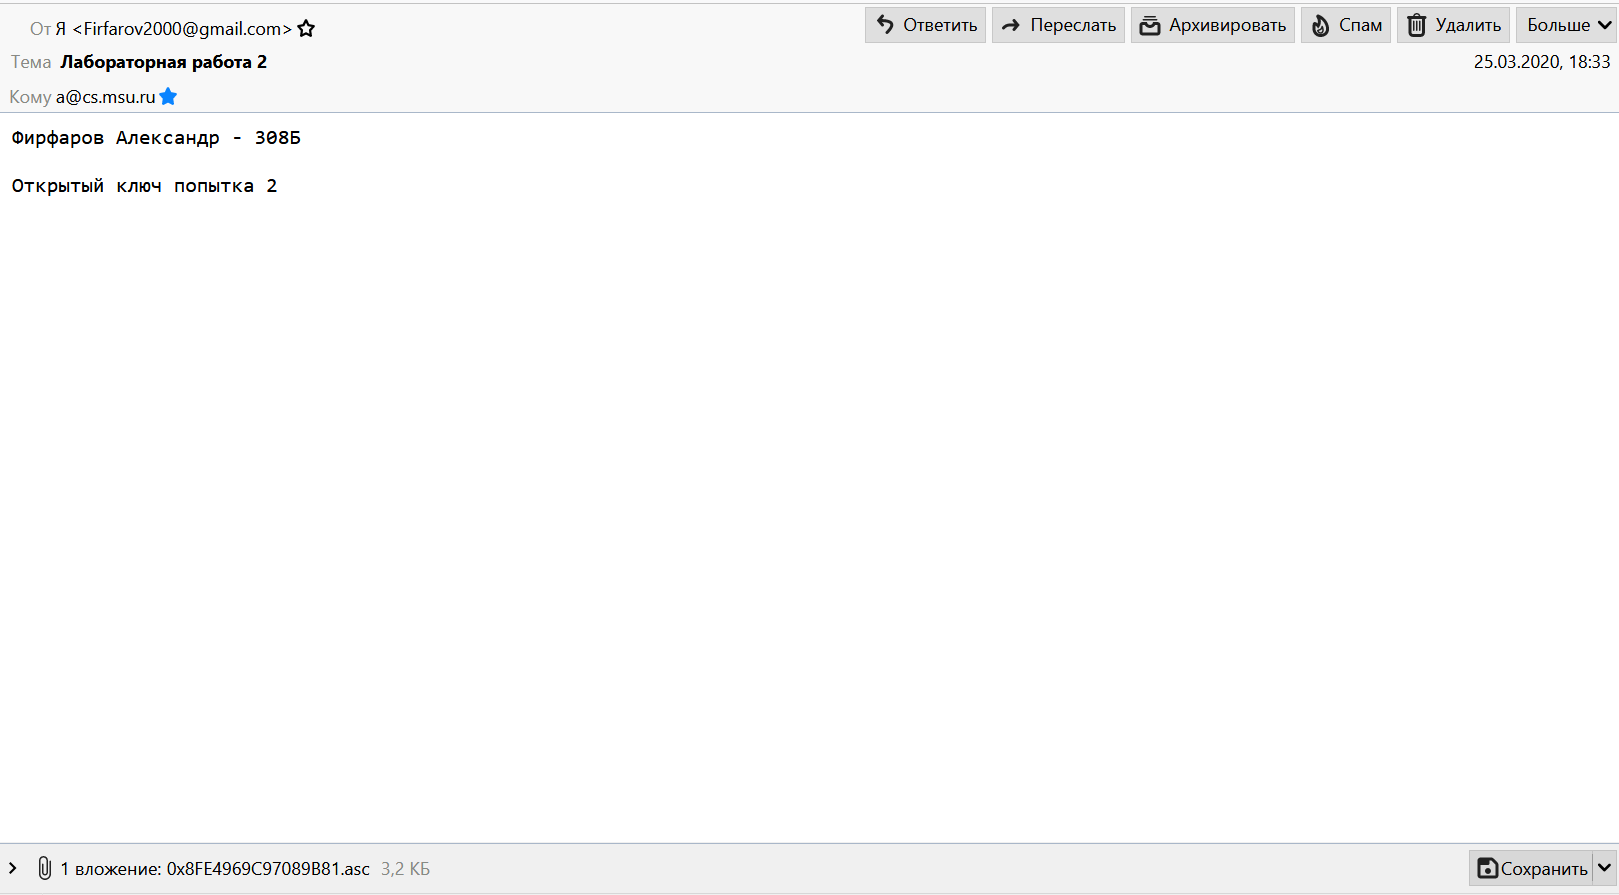 От Я <Firfarov2000@gmail.com>
Ответить Переслать Архивировать Спам Удалить Больше
Тема Лабораторная работа 2
25.03.2020, 18:33
Кому a@cs.msu.ru
Фирфаров Александр - 308Б
Открытый ключ попытка 2
1 вложение: 0x8FE4969C97089B81.asc 3,2 КБ
Сохранить